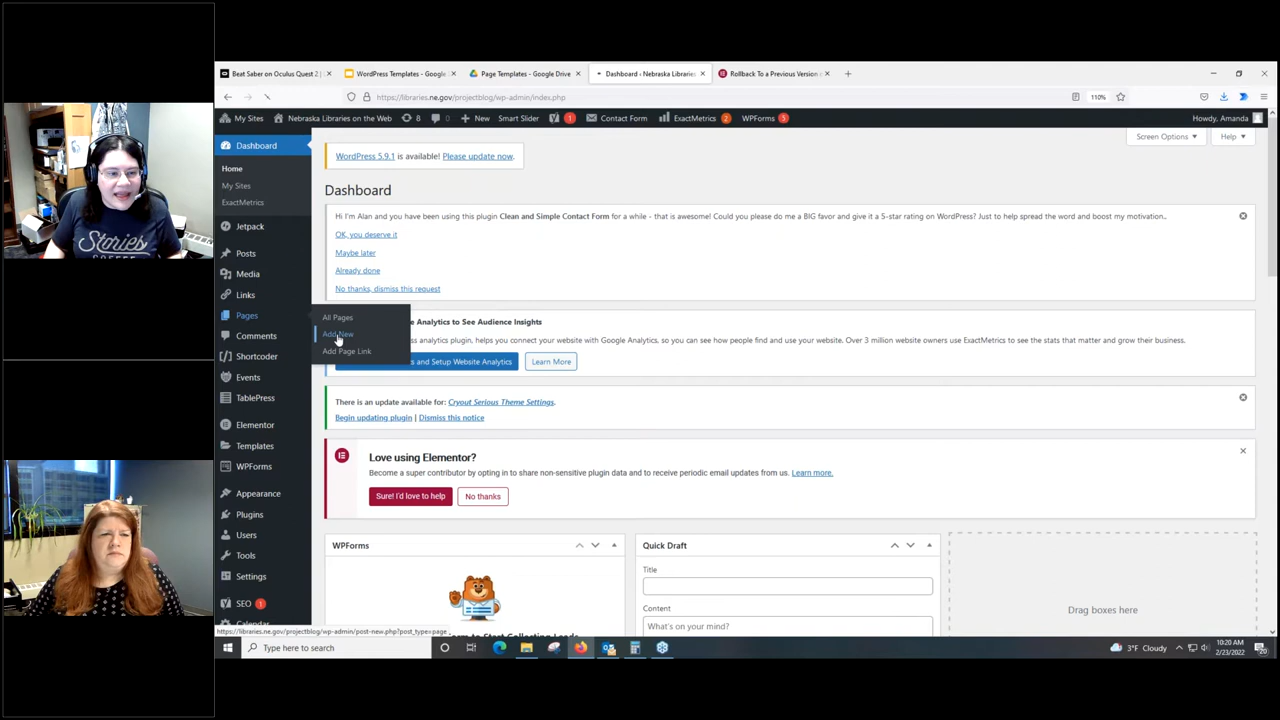 Beat Saber on Oculus Quest 2 |
WordPress Templates - Google
Page Templates - Google Drive
Dashboard ‹ Nebraska Libraries
Rollback To a Previous Version
https://libraries.ne.gov/projectblog/wp-admin/index.php
110%
My Sites
Nebraska Libraries on the Web
8
0
+ New
Smart Slider
1
Contact Form
ExactMetrics
2
WPForms
5
Howdy, Amanda
Dashboard
Home
My Sites
ExactMetrics
Jetpack
Posts
Media
Links
Pages
Comments
Shortcoder
Events
TablePress
Elementor
Templates
WPForms
Appearance
Plugins
Users
Tools
Settings
SEO 1
Calendar
All Pages
Add New
Add Page Link
Screen Options
Help
WordPress 5.9.1 is available! Please update now.
Dashboard
Hi I'm Alan and you have been using this plugin Clean and Simple Contact Form for a while - that is awesome! Could you please do me a BIG favor and give it a 5-star rating on WordPress? Just to help spread the word and boost my motivation..
OK, you deserve it
Maybe later
Already done
No thanks, dismiss this request
e Analytics to See Audience Insights
analytics plugin, helps you connect your website with Google Analytics, so you can see how people find and use your website. Over 3 million website owners use ExactMetrics to see the stats that matter and grow their business.
s and Setup Website Analytics
Learn More
There is an update available for: Cryout Serious Theme Settings.
Begin updating plugin | Dismiss this notice
Love using Elementor?
Become a super contributor by opting in to share non-sensitive plugin data and to receive periodic email updates from us. Learn more.
Sure! I'd love to help
No thanks
WPForms
Quick Draft
Title
Content
What's on your mind?
Drag boxes here
https://libraries.ne.gov/projectblog/wp-admin/post-new.php?post_type=page
Type here to search
3°F Cloudy
10:20 AM
2/23/2022
20
Stories
COFFEE